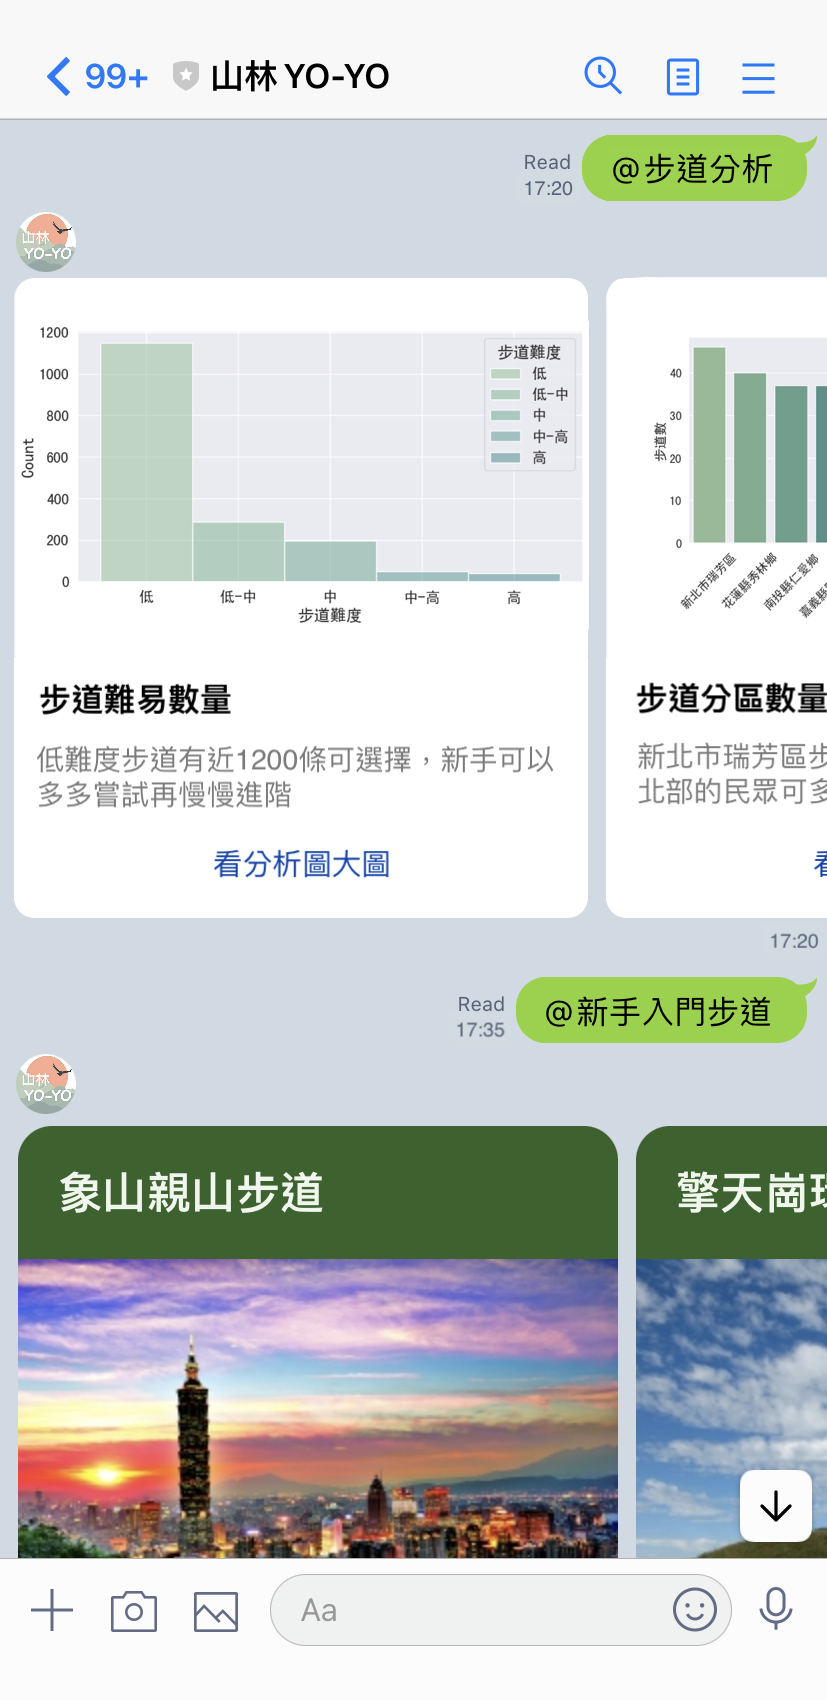 99+ 山林 YO-YO
Read
17:20
@步道分析
山林
YO-YO
1200
1000
800
600
400
200
0
Count
步道難度
低
低-中
中
中-高
高
低 低-中 中 中-高 高
步道難度
步道難易數量
低難度步道有近1200條可選擇，新手可以
多多嘗試再慢慢進階
看分析圖大圖
40
30
20
10
0
步道數
新北市瑞芳區
花蓮縣秀林鄉
南投縣仁愛鄉
嘉義縣
步道分區數量
新北市瑞芳區步
北部的民眾可多
看
17:20
Read
17:35
@新手入門步道
山林
YO-YO
象山親山步道
擎天崗環
Aa